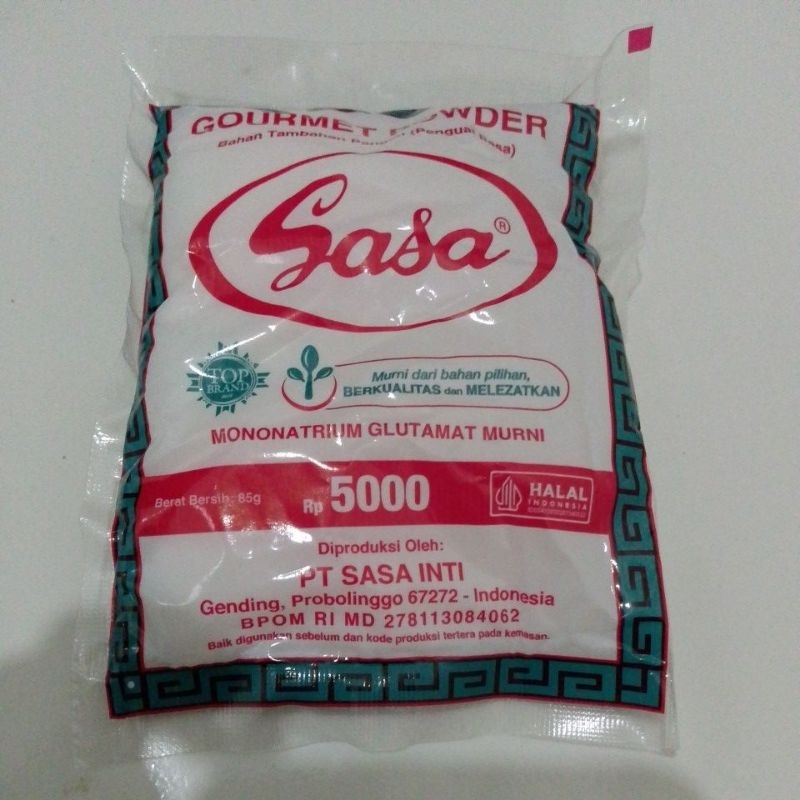 GOURMET POWDER
Bahan Tambahan Pangan (Penguat Rasa)
Sasa ®
TOP
BRAND
Murni dari bahan pilihan,
BERKUALITAS dan MELEZATKAN
MONONATRIUM GLUTAMAT MURNI
Berat Bersih: 85g
Rp 5000
HALAL
INDONESIA
Diproduksi Oleh:
PT SASA INTI
Gending, Probolinggo 67272 - Indonesia
BPOM RI MD 278113084062
Baik digunakan sebelum dan kode produksi tertera pada kemasan.